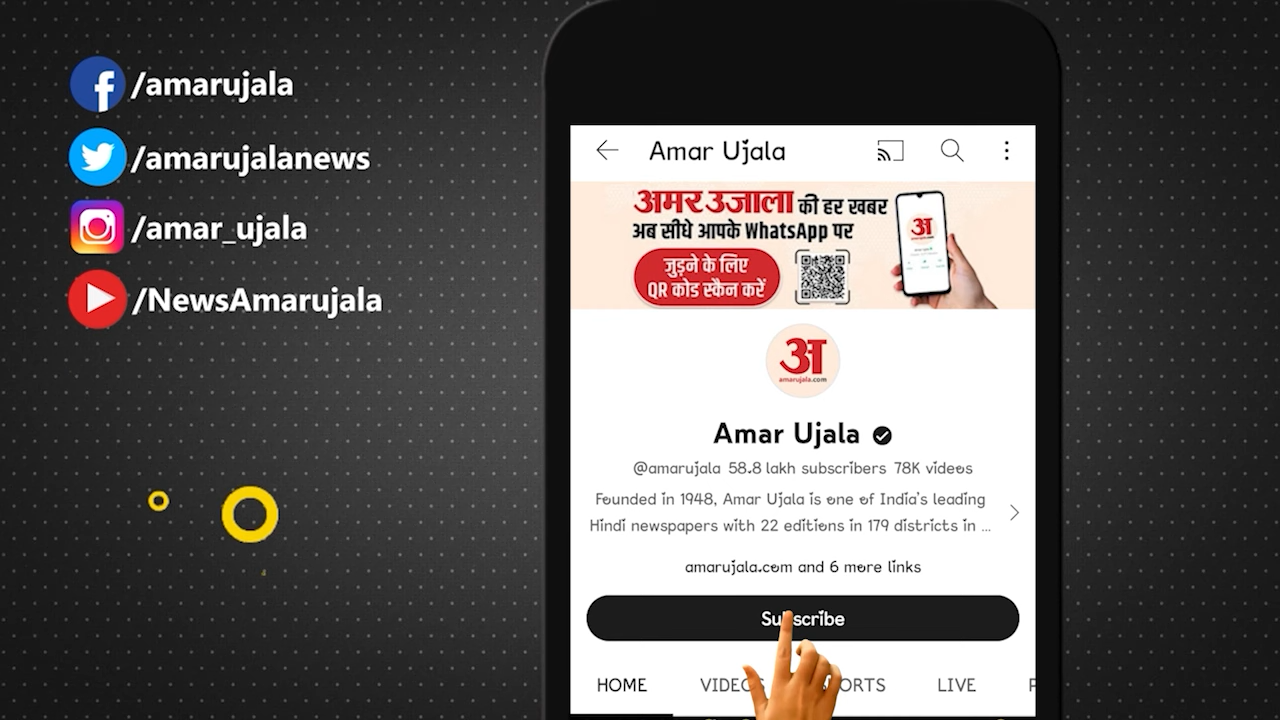 /amarujala
/amarujalanews
/amar_ujala
/NewsAmarujala
Amar Ujala
अमर उजाला की हर खबर
अब सीधे आपके WhatsApp पर
जुड़ने के लिए
QR कोड स्कैन करें
अ
अ
amarujala.com
Amar Ujala
@amarujala 58.8 lakh subscribers 78K videos
Founded in 1948, Amar Ujala is one of India's leading
Hindi newspapers with 22 editions in 179 districts in ...
amarujala.com and 6 more links
Subscribe
HOME VIDEOS SHORTS LIVE